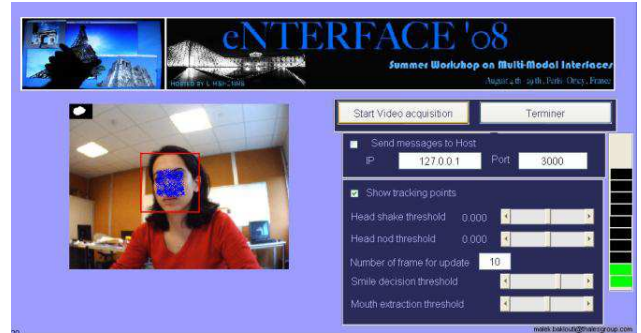 eNTERFACE '08
Summer Workshop on Multi-Modal Interfaces
August 4th - 29th, Paris - Orsay, France
HOSTED BY
Start Video acquisition
Terminer
Send messages to Host
IP 127.0.0.1 Port 3000
Show tracking points
Head shake threshold 0.000
Head nod threshold 0.000
Number of frame for update 10
Smile decision threshold
Mouth extraction threshold
malek.baklouti@thalesgroup.com